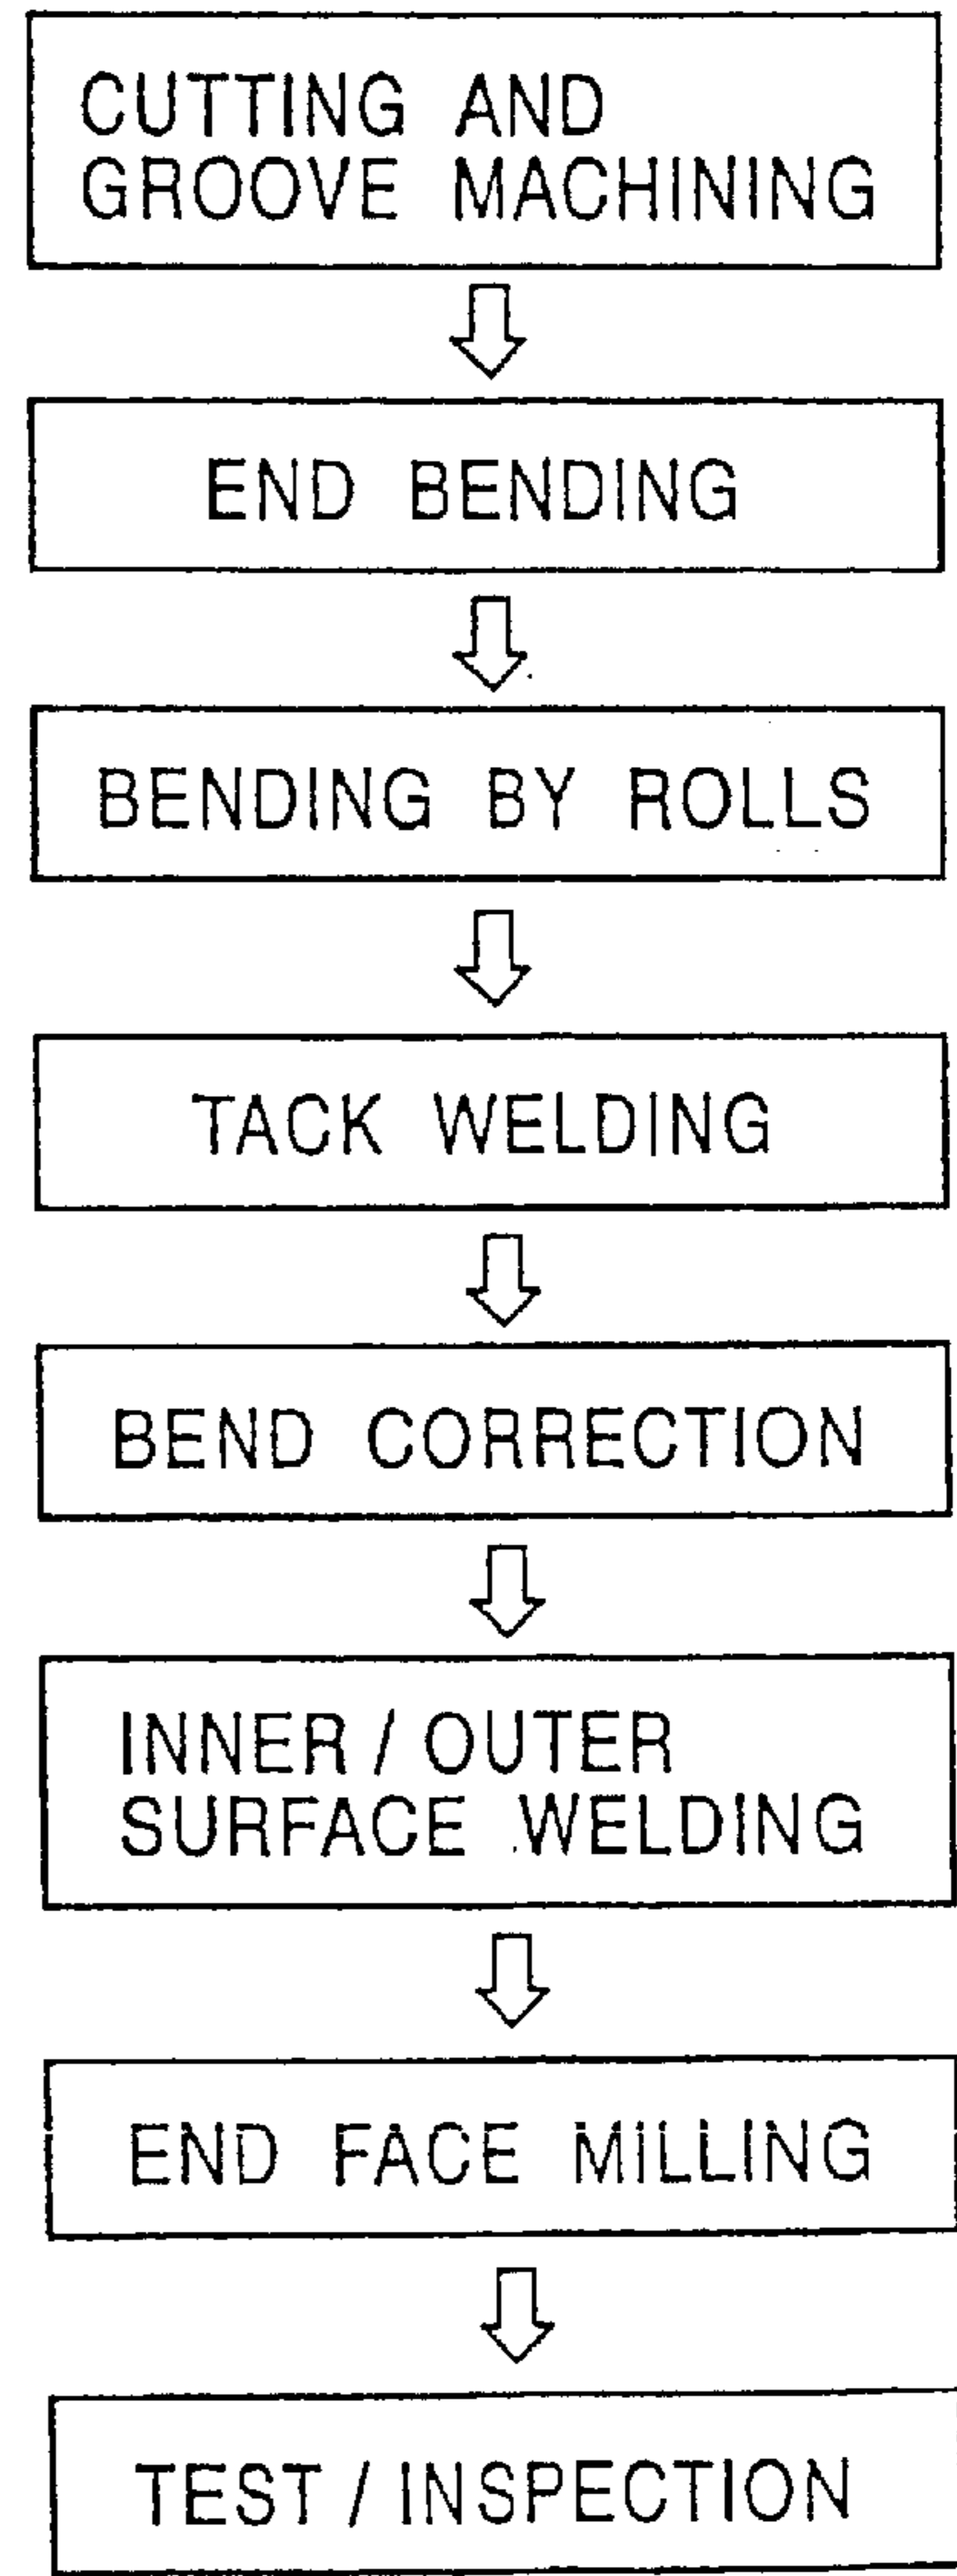 CUTTING AND
GROOVE MACHINING
END BENDING
BENDING BY ROLLS
TACK WELDING
BEND CORRECTION
INNER / OUTER
SURFACE WELDING
END FACE MILLING
TEST / INSPECTION